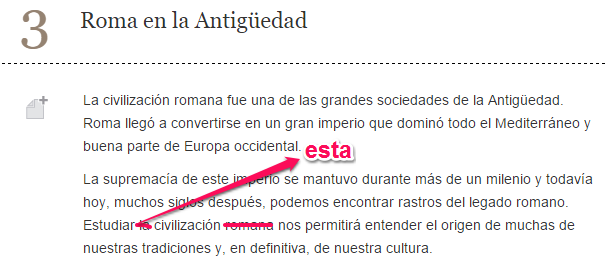 3 Roma en la Antigüedad
La civilización romana fue una de las grandes sociedades de la Antigüedad.
Roma llegó a convertirse en un gran imperio que dominó todo el Mediterráneo y
buena parte de Europa occidental.
esta
La supremacía de este imperio se mantuvo durante más de un milenio y todavía
hoy, muchos siglos después, podemos encontrar rastros del legado romano.
Estudiar la civilización romana nos permitirá entender el origen de muchas de
nuestras tradiciones y, en definitiva, de nuestra cultura.